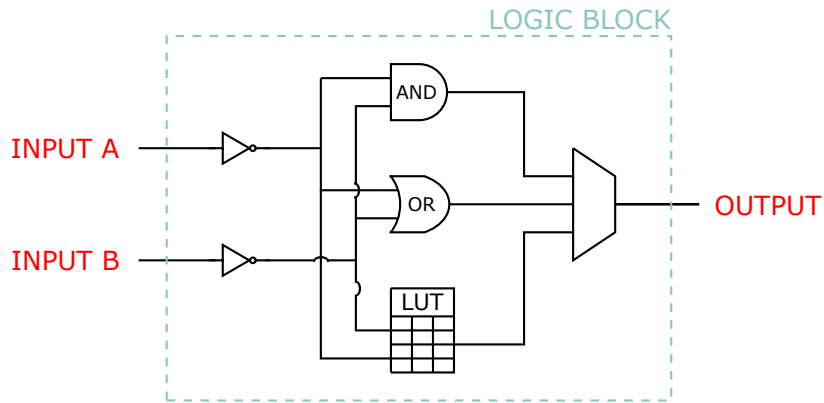 LOGIC BLOCK
AND
INPUT A
OR
OUTPUT
INPUT B
LUT